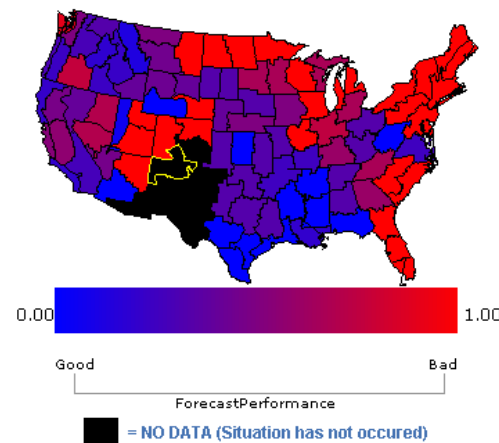 0.00 1.00
Good Bad
ForecastPerformance
= NO DATA (Situation has not occured)